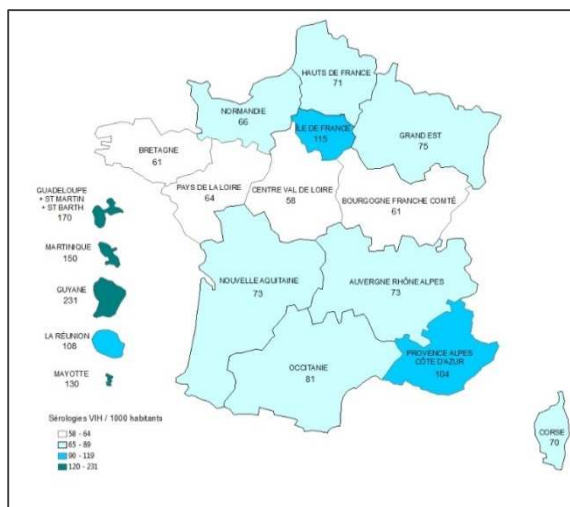 HAUTS DE FRANCE
71
NORMANDIE
66
ÎLE DE FRANCE
115
GRAND EST
75
BRETAGNE
61
PAYS DE LA LOIRE
64
CENTRE VAL DE LOIRE
58
BOURGOGNE FRANCHE COMTÉ
61
GUADELOUPE
+ ST MARTIN
+ ST BARTH
170
MARTINIQUE
150
GUYANE
231
LA RÉUNION
108
MAYOTTE
130
NOUVELLE AQUITAINE
73
AUVERGNE RHÔNE ALPES
73
OCCITANIE
81
PROVENCE ALPES
CÔTE D'AZUR
104
CORSE
70
Sérologies VIH / 1000 habitants
58 - 64
65 - 89
90 - 119
120 - 231